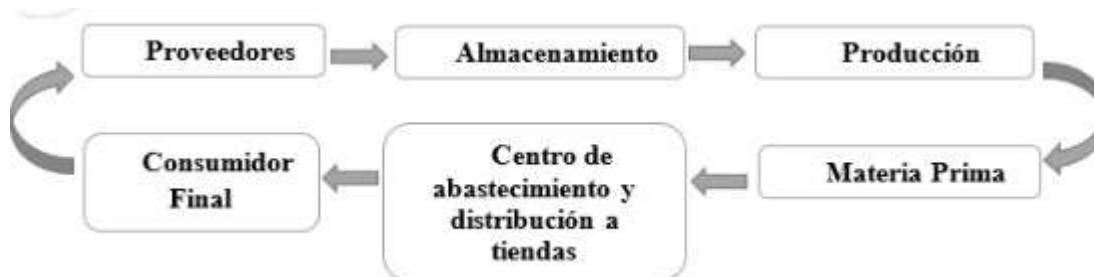 Proveedores
Almacenamiento
Producción
Materia Prima
Centro de
abastecimiento y
distribución a
tiendas
Consumidor
Final